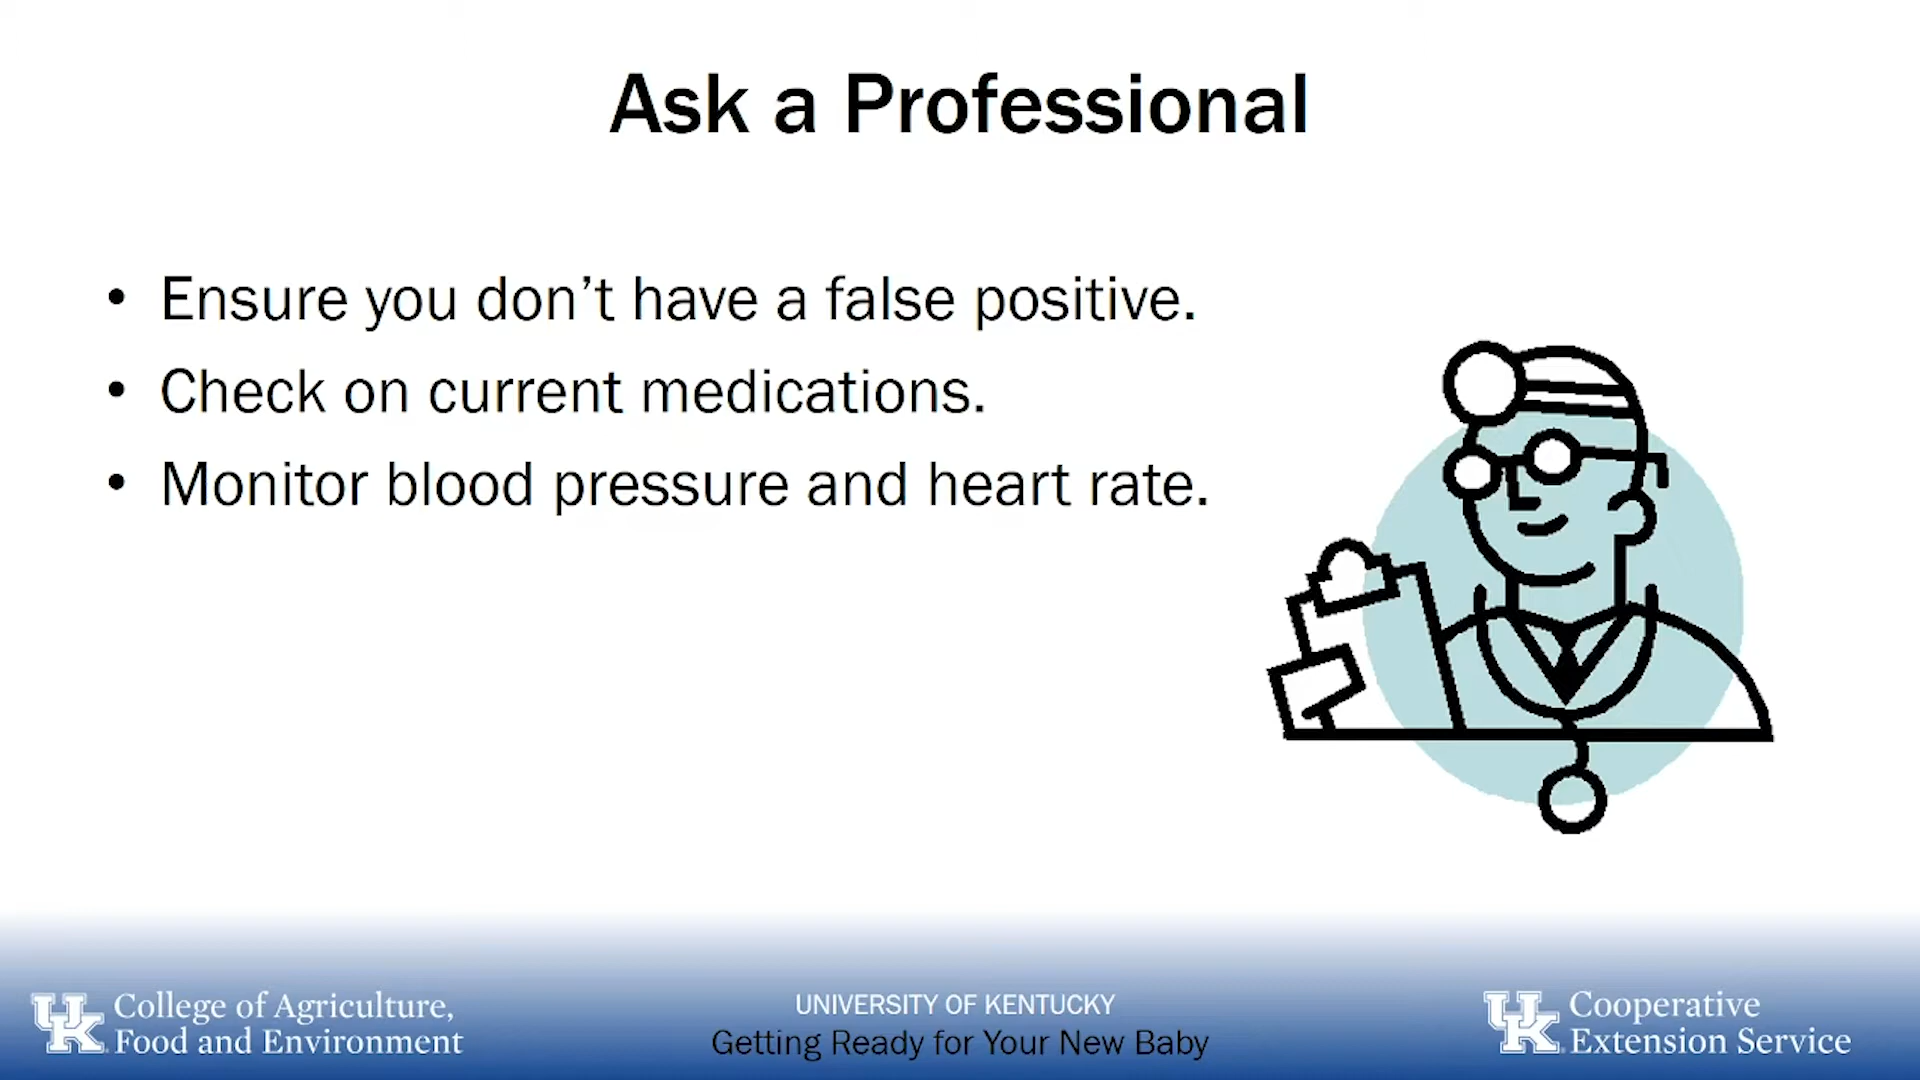 Ask a Professional
• Ensure you don’t have a false positive.
• Check on current medications.
• Monitor blood pressure and heart rate.
UK College of Agriculture,
Food and Environment
UNIVERSITY OF KENTUCKY
Getting Ready for Your New Baby
UK Cooperative
Extension Service